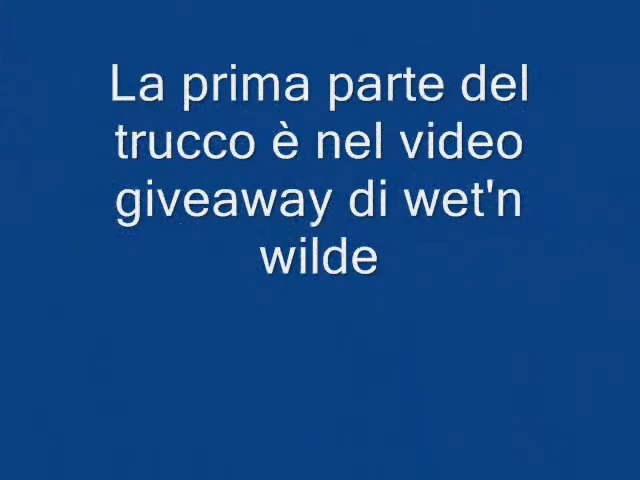 La prima parte del
trucco è nel video
giveaway di wet'n
wilde